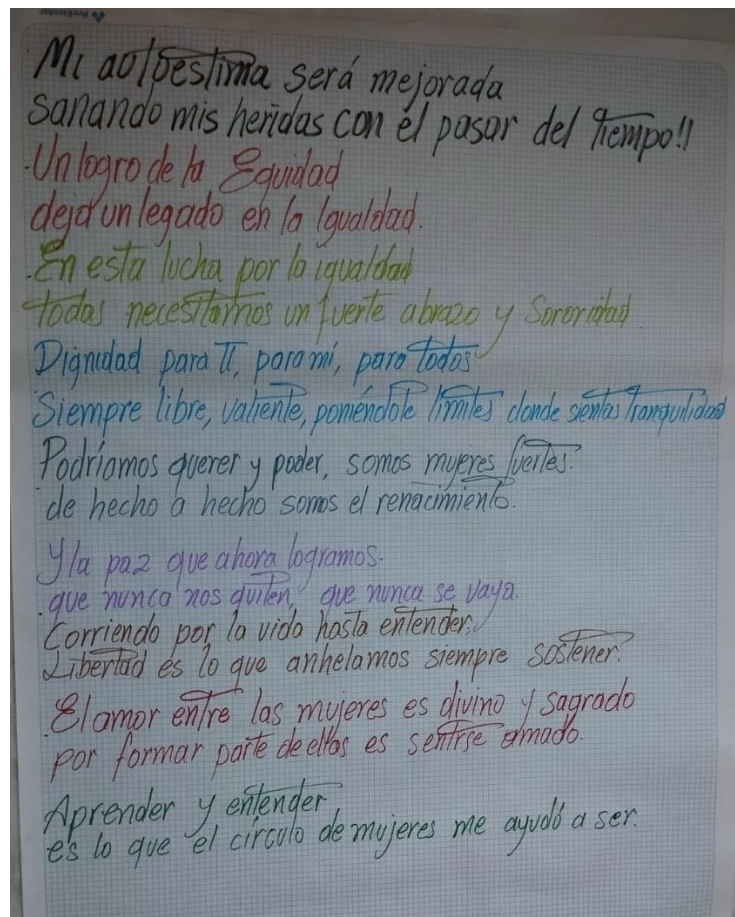 Mi autoestima será mejorada
sanando mis heridas con el pasar del tiempo!!
.Un logro de la Equidad
deja un legado en la Igualdad.
.En esta lucha por la igualdad
todas necesitamos un fuerte abrazo y Sororidad
Dignidad para Ti, para mi, para todas
Siempre libre, valiente, poniéndole límites donde sientas Tranquilidad
Podríamos querer y poder, somos mujeres fuertes.
de hecho a hecho somos el renacimiento.
Y la paz que ahora logramos.
.que nunca nos quiten, que nunca se vaya.
Corriendo por la vida hasta entender.
Libertad es lo que anhelamos siempre sostener.
.El amor entre las mujeres es divino y sagrado
por formar parte de ellas es sentirse amado.
Aprender y entender
es lo que el círculo de mujeres me ayudó a ser.